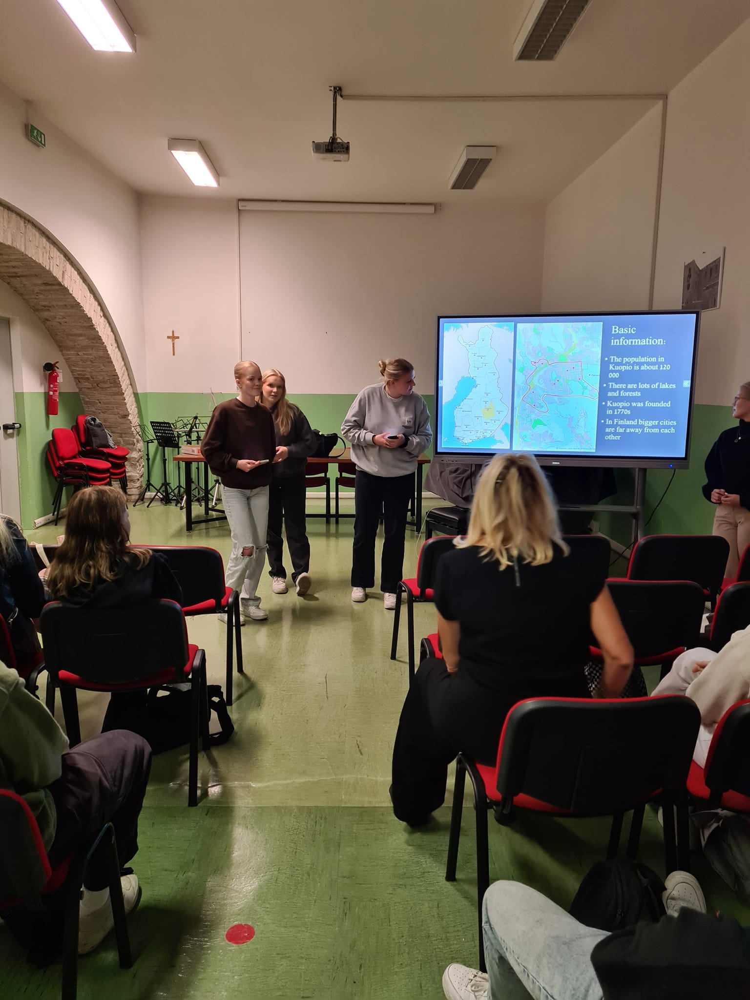 Basic
information:
• The population in
Kuopio is about 120
000
• There are lots of lakes
and forests
• Kuopio was founded
in 1770s
• In Finland bigger cities
are far away from each
other